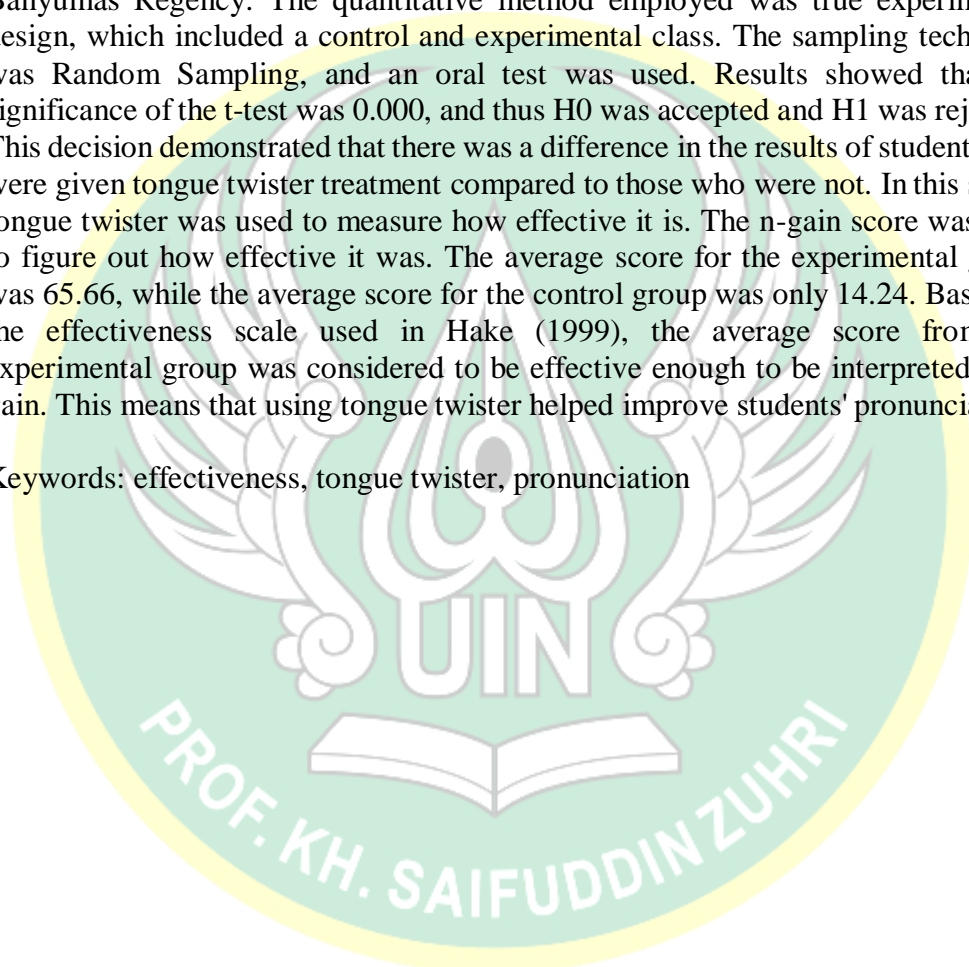 Banyumas Regency. The quantitative method employed was true experim
design, which included a control and experimental class. The sampling tech
was Random Sampling, and an oral test was used. Results showed tha
significance of the t-test was 0.000, and thus H0 was accepted and H1 was rej
This decision demonstrated that there was a difference in the results of student
were given tongue twister treatment compared to those who were not. In this s
tongue twister was used to measure how effective it is. The n-gain score was
to figure out how effective it was. The average score for the experimental g
was 65.66, while the average score for the control group was only 14.24. Bas
the effectiveness scale used in Hake (1999), the average score from
experimental group was considered to be effective enough to be interpreted
gain. This means that using tongue twister helped improve students' pronuncia
Keywords: effectiveness, tongue twister, pronunciation
UIN
PROF. KH. SAIFUDDIN ZUHRI